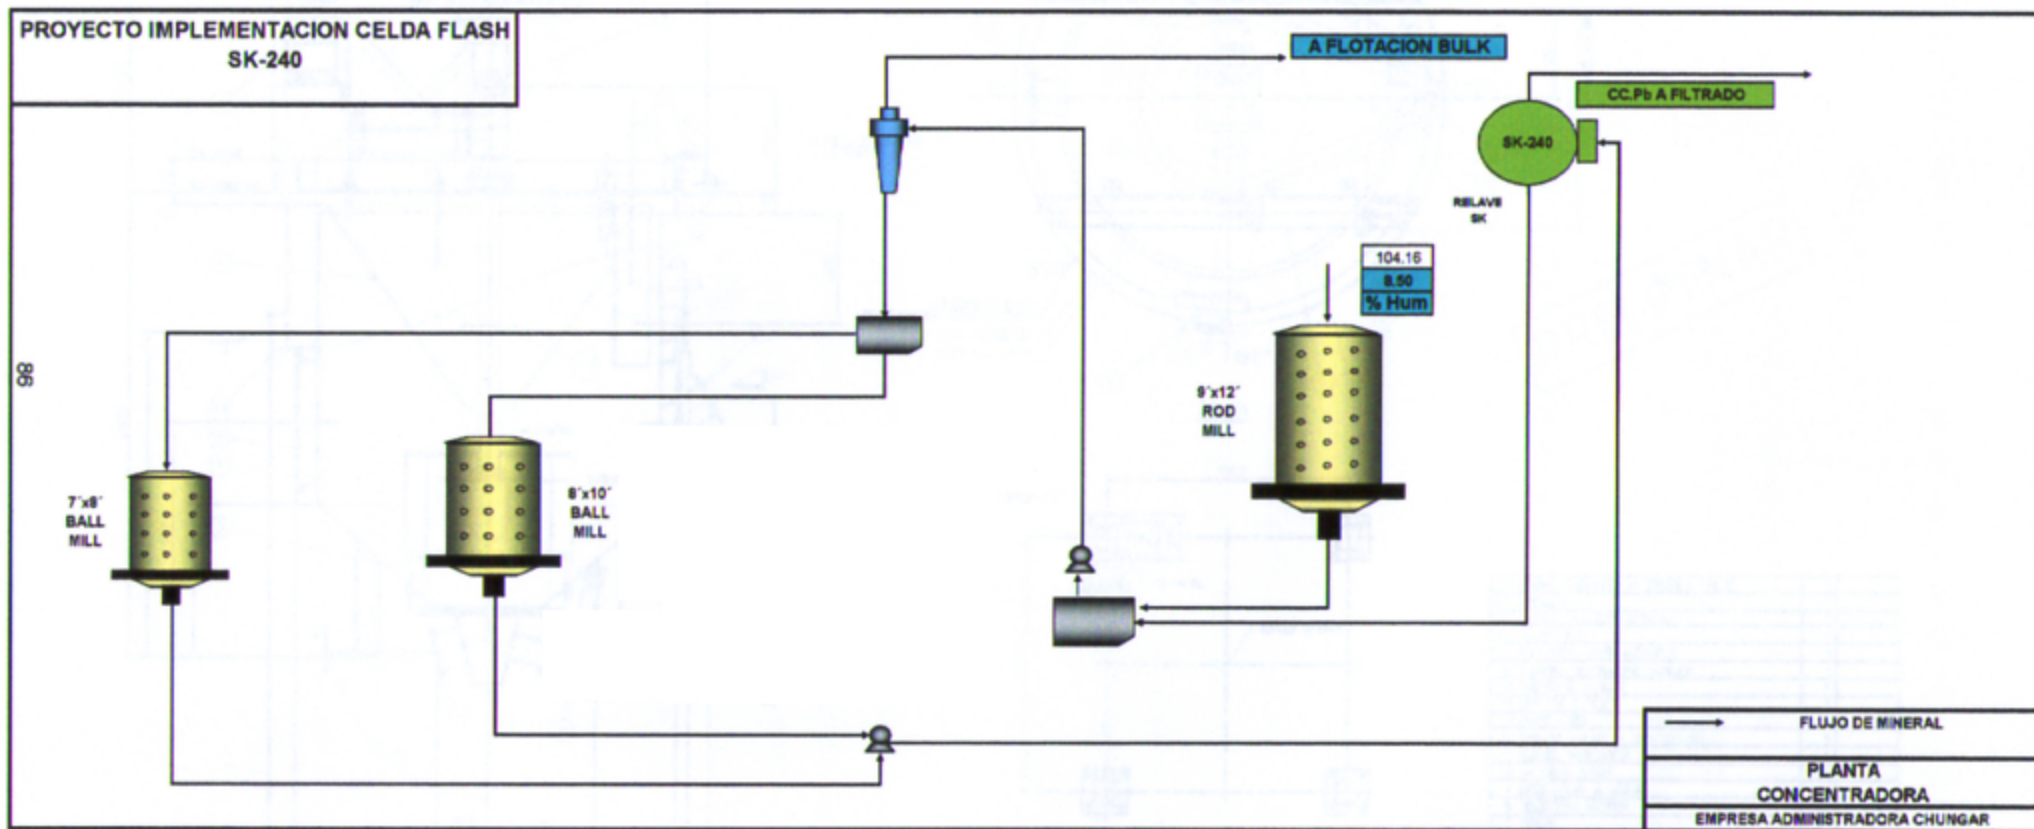 PROYECTO IMPLEMENTACION CELDA FLASH
SK-240
A FLOTACION BULK
CC.Pb A FILTRADO
SK-240
RELAVE
SK
104.16
8.50
% Hum
9´x12´
ROD
MILL
7´x8´
BALL
MILL
8´x10´
BALL
MILL
86
FLUJO DE MINERAL
PLANTA
CONCENTRADORA
EMPRESA ADMINISTRADORA CHUNGAR